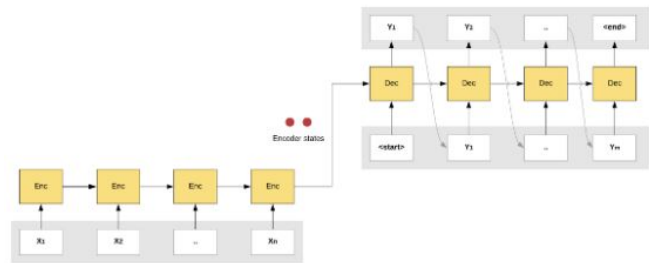 Y1 Y2 .. <end>
Dec Dec Dec Dec
Encoder states
<start> Y1 .. Ym
Enc Enc Enc Enc
X1 X2 .. Xn